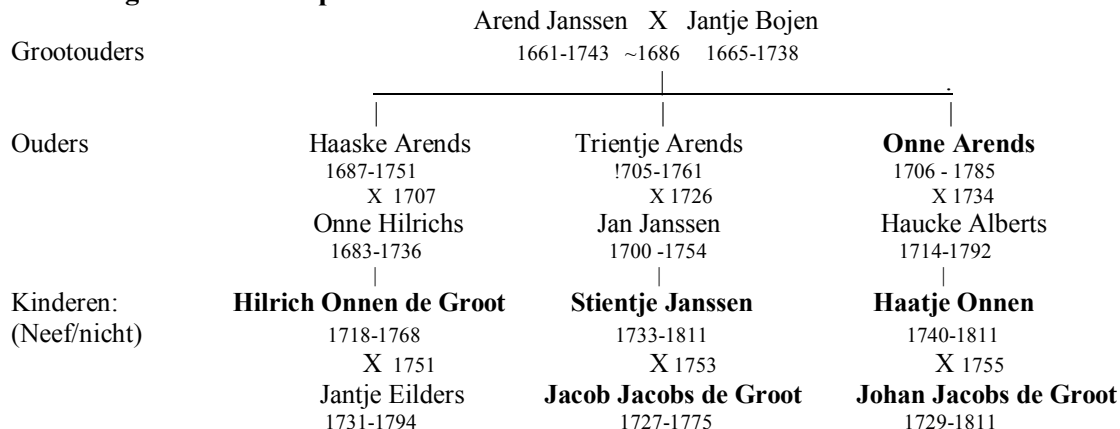 Arend Janssen X Jantje Bojen
Grootouders 1661-1743 ~1686 1665-1738
|
.
| | |
Ouders Haaske Arends Trientje Arends Onne Arends
1687-1751 !705-1761 1706 - 1785
X 1707 X 1726 X 1734
Onne Hilrichs Jan Janssen Haucke Alberts
1683-1736 1700 -1754 1714-1792
| | |
Kinderen: Hilrich Onnen de Groot Stientje Janssen Haatje Onnen
(Neef/nicht) 1718-1768 1733-1811 1740-1811
X 1751 X 1753 X 1755
Jantje Eilders Jacob Jacobs de Groot Johan Jacobs de Groot
1731-1794 1727-1775 1729-1811